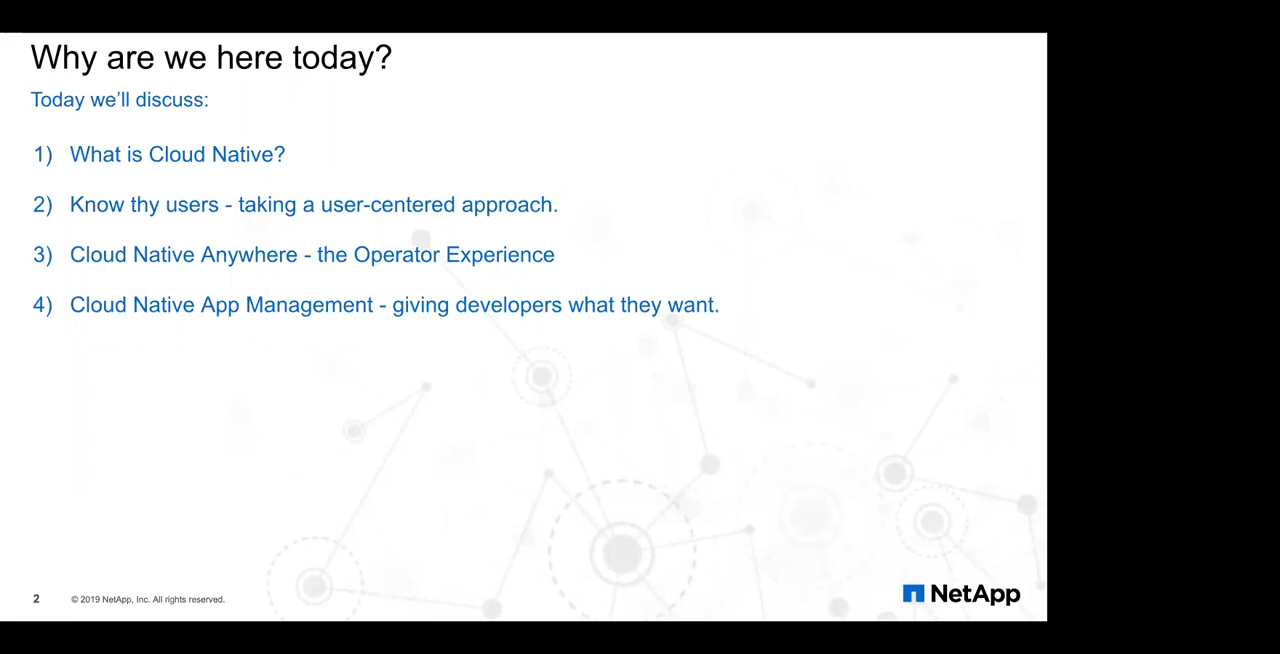 Why are we here today?
Today we'll discuss:
1) What is Cloud Native?
2) Know thy users - taking a user-centered approach.
3) Cloud Native Anywhere - the Operator Experience
4) Cloud Native App Management - giving developers what they want.
2 © 2019 NetApp, Inc. All rights reserved.
NetApp